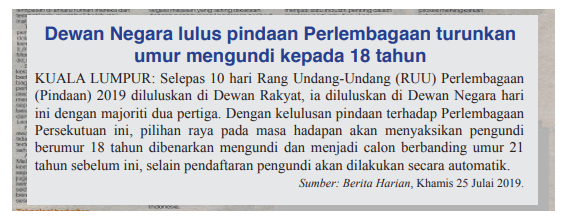 Dewan Negara lulus pindaan Perlembagaan turunkan
umur mengundi kepada 18 tahun
KUALA LUMPUR: Selepas 10 hari Rang Undang-Undang (RUU) Perlembagaan
(Pindaan) 2019 diluluskan di Dewan Rakyat, ia diluluskan di Dewan Negara hari
ini dengan majoriti dua pertiga. Dengan kelulusan pindaan terhadap Perlembagaan
Persekutuan ini, pilihan raya pada masa hadapan akan menyaksikan pengundi
berumur 18 tahun dibenarkan mengundi dan menjadi calon berbanding umur 21
tahun sebelum ini, selain pendaftaran pengundi akan dilakukan secara automatik.
Sumber: Berita Harian, Khamis 25 Julai 2019.